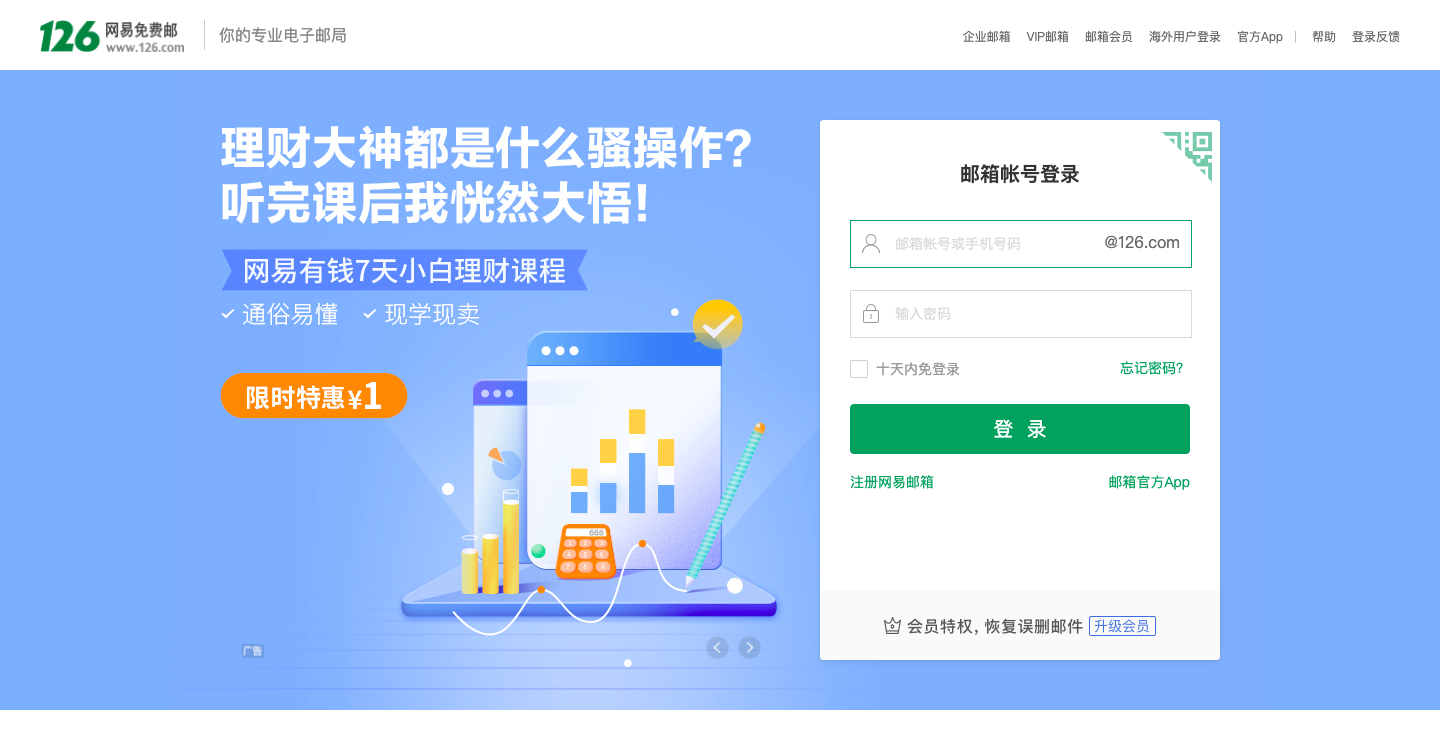 126 网易免费邮
www.126.com
你的专业电子邮局
企业邮箱 VIP邮箱 邮箱会员 海外用户登录 官方App 帮助 登录反馈
理财大神都是什么骚操作?
听完课后我恍然大悟!
网易有钱7天小白理财课程
通俗易懂 现学现卖
限时特惠¥1
666
广告
邮箱帐号登录
邮箱帐号或手机号码 @126.com
输入密码
十天内免登录 忘记密码?
登 录
注册网易邮箱 邮箱官方App
会员特权, 恢复误删邮件 升级会员